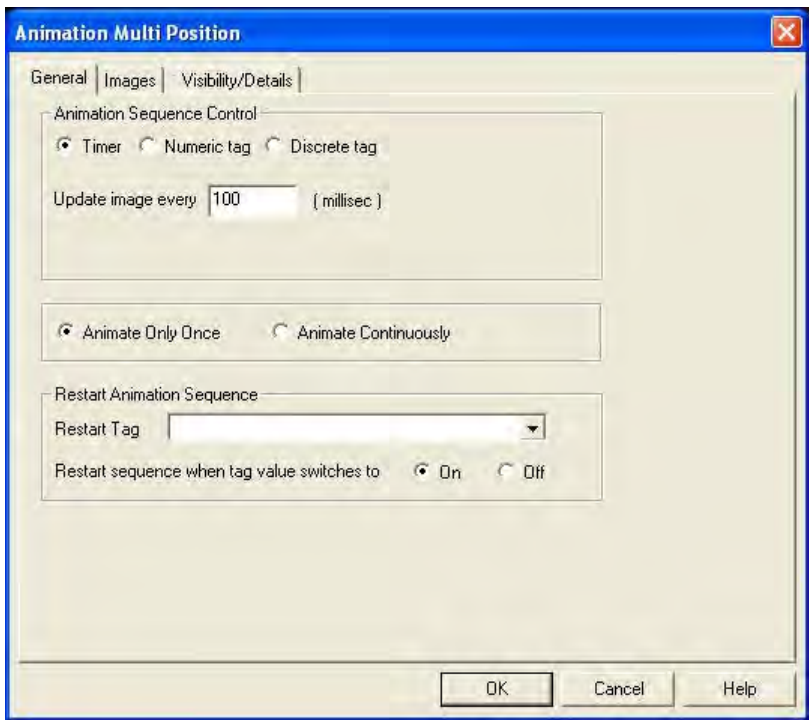 Animation Multi Position
General Images Visibility/Details
Animation Sequence Control
Timer Numeric tag Discrete tag
Update image every 100 ( millisec )
Animate Only Once Animate Continuously
Restart Animation Sequence
Restart Tag
Restart sequence when tag value switches to On Off
OK Cancel Help